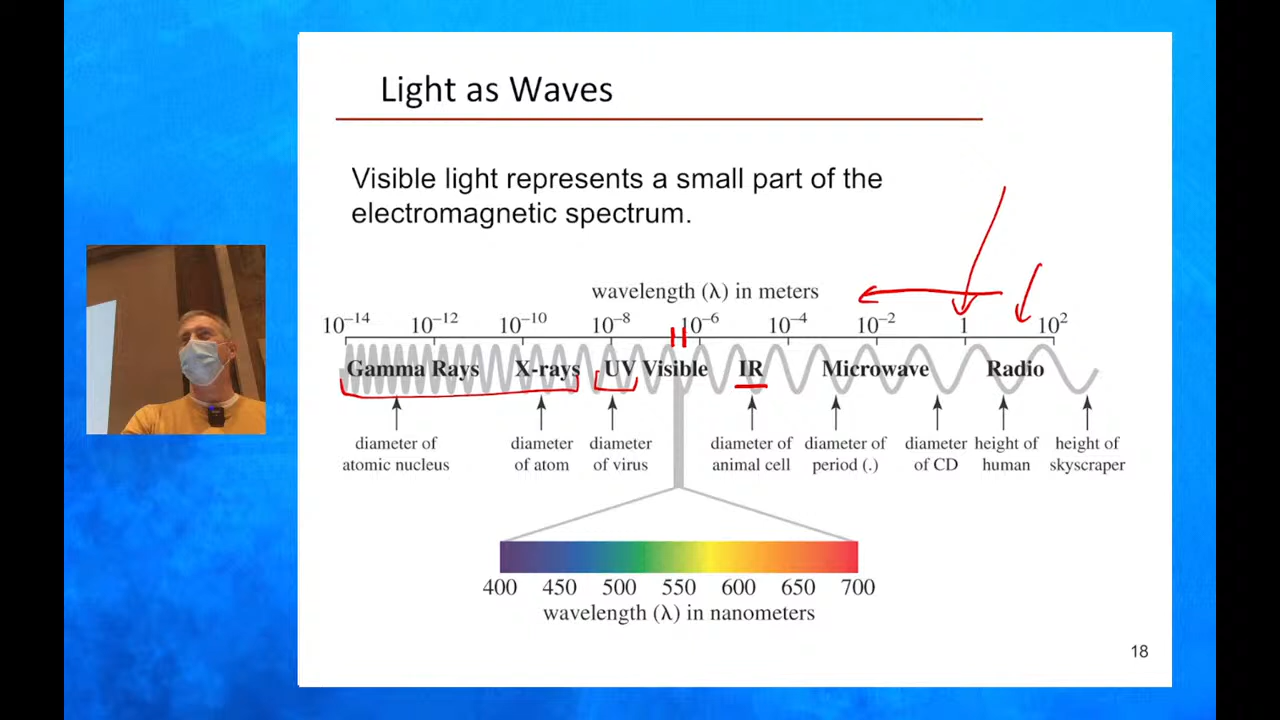 Light as Waves
Visible light represents a small part of the
electromagnetic spectrum.
wavelength (λ) in meters
10⁻¹⁴ 10⁻¹² 10⁻¹⁰ 10⁻⁸ 10⁻⁶ 10⁻⁴ 10⁻² 1 10²
Gamma Rays X-rays UV Visible IR Microwave Radio
diameter of
atomic nucleus
diameter
of atom
diameter
of virus
diameter of
animal cell
diameter of
period (.)
diameter
of CD
height of
human
height of
skyscraper
400 450 500 550 600 650 700
wavelength (λ) in nanometers
18